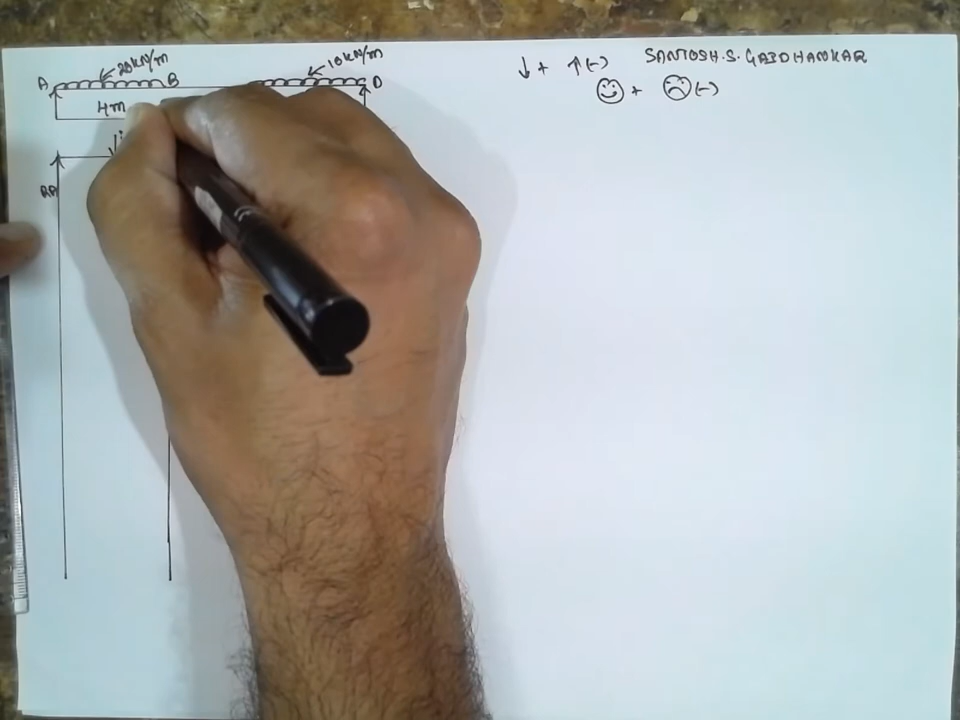 ↓ + ↑(-) SANTOSH.S.GAIDHANKAR
☺ + ☹(-)
A 20kN/m B 10kN/m D
4m
RA